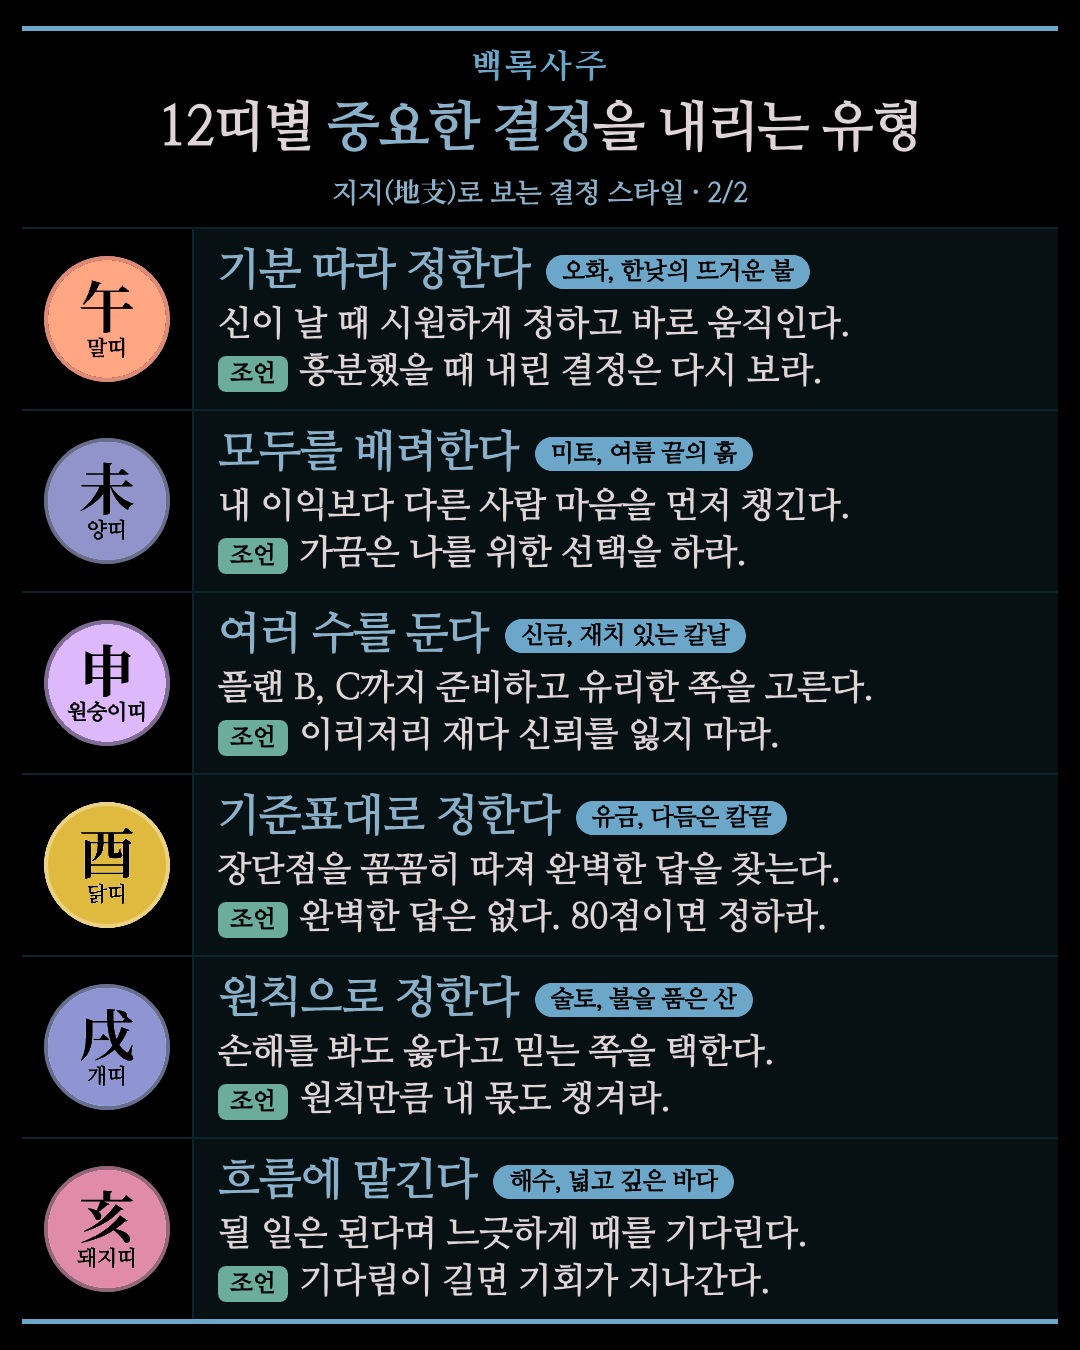 백록사주
12띠별 중요한 결정을 내리는 유형
지지(地支)로 보는 결정 스타일 · 2/2
午
말띠
기분 따라 정한다 오화, 한낮의 뜨거운 불
신이 날 때 시원하게 정하고 바로 움직인다.
조언 흥분했을 때 내린 결정은 다시 보라.
未
양띠
모두를 배려한다 미토, 여름 끝의 흙
내 이익보다 다른 사람 마음을 먼저 챙긴다.
조언 가끔은 나를 위한 선택을 하라.
申
원숭이띠
여러 수를 둔다 신금, 재치 있는 칼날
플랜 B, C까지 준비하고 유리한 쪽을 고른다.
조언 이리저리 재다 신뢰를 잃지 마라.
酉
닭띠
기준표대로 정한다 유금, 다듬은 칼끝
장단점을 꼼꼼히 따져 완벽한 답을 찾는다.
조언 완벽한 답은 없다. 80점이면 정하라.
戌
개띠
원칙으로 정한다 술토, 불을 품은 산
손해를 봐도 옳다고 믿는 쪽을 택한다.
조언 원칙만큼 내 몫도 챙겨라.
亥
돼지띠
흐름에 맡긴다 해수, 넓고 깊은 바다
될 일은 된다며 느긋하게 때를 기다린다.
조언 기다림이 길면 기회가 지나간다.